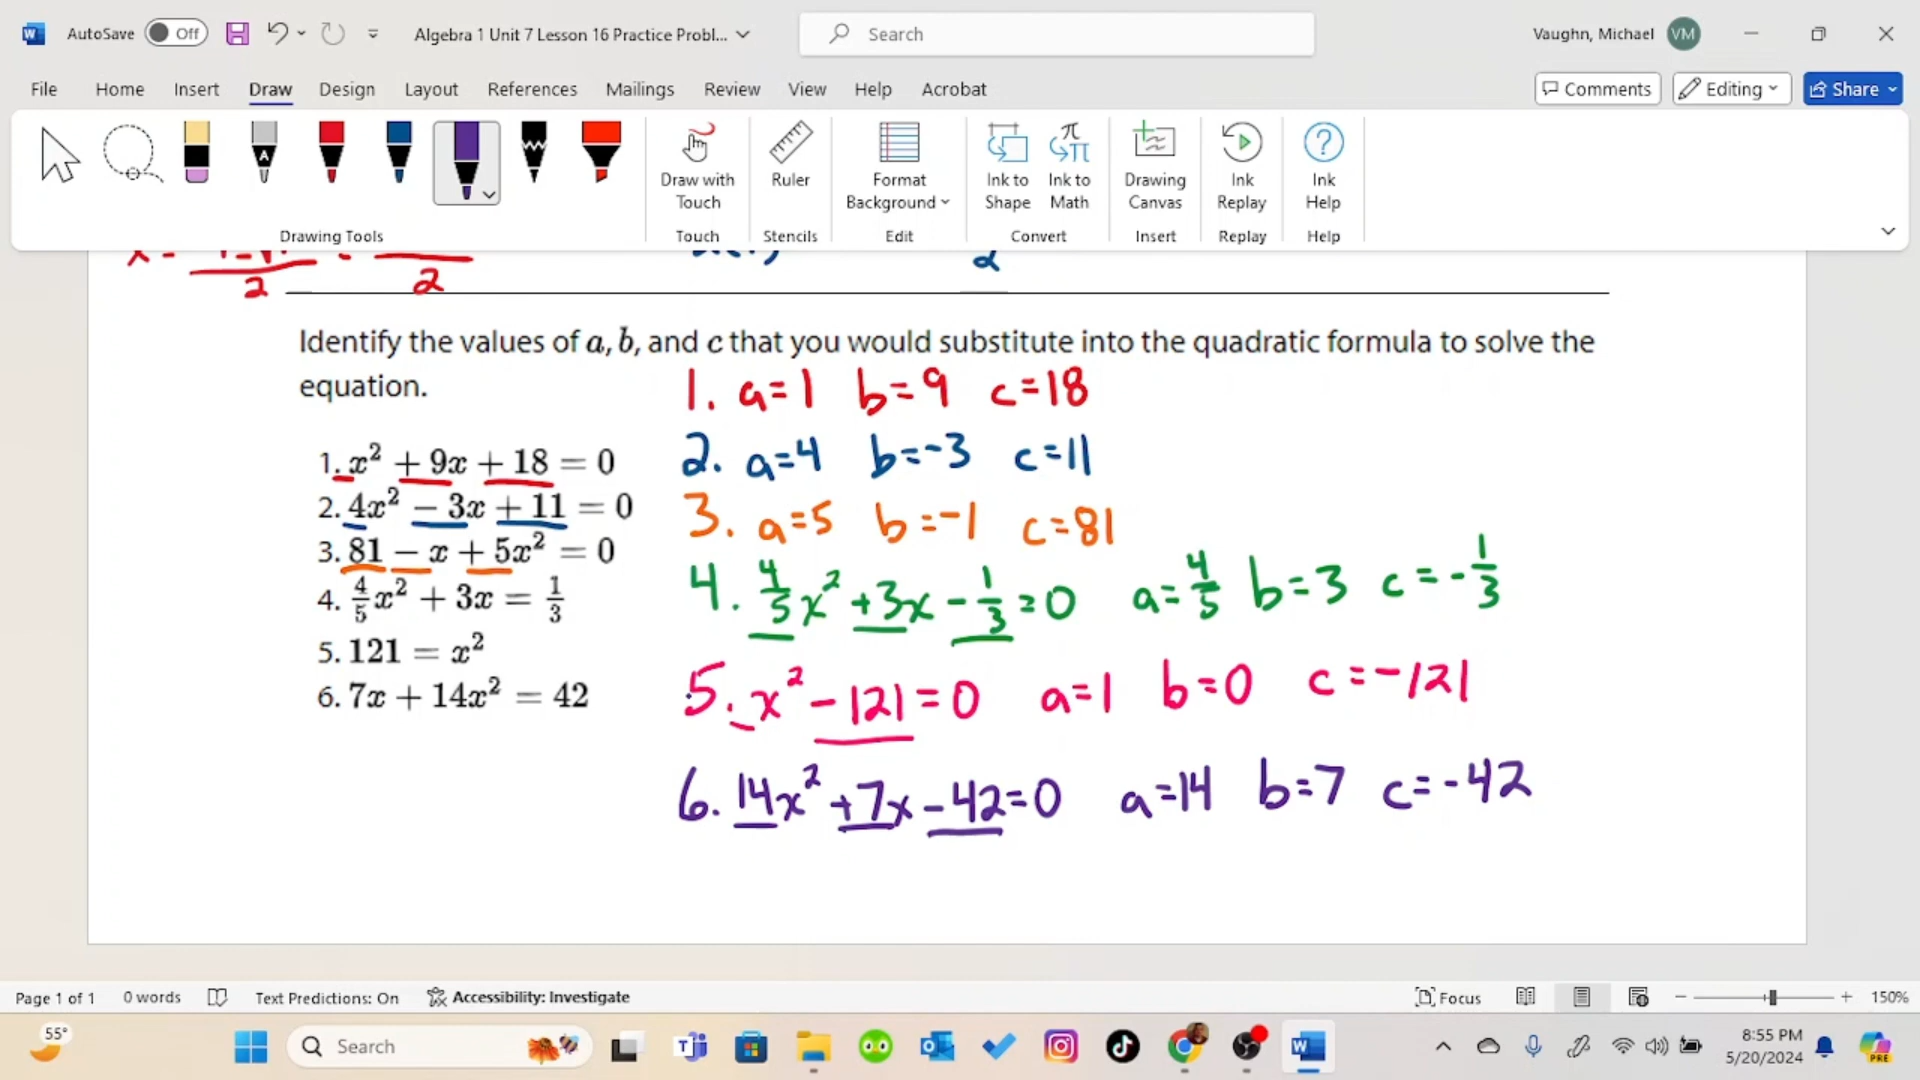 AutoSave Off Algebra 1 Unit 7 Lesson 16 Practice Probl... Search Vaughn, Michael VM
File Home Insert Draw Design Layout References Mailings Review View Help Acrobat Comments Editing Share
A
Draw with Touch Ruler Format Background Ink to Shape Ink to Math Drawing Canvas Ink Replay Ink Help
Drawing Tools Touch Stencils Edit Convert Insert Replay Help
2 2 2
Identify the values of a, b, and c that you would substitute into the quadratic formula to solve the
equation.
1. a=1 b=9 c=18
1. x² + 9x + 18 = 0
2. a=4 b=-3 c=11
2. 4x² − 3x + 11 = 0
3. a=5 b=-1 c=81
3. 81 − x + 5x² = 0
4. 4/5x² + 3x = 1/3
4. 4/5x² +3x - 1/3 = 0 a=4/5 b=3 c=-1/3
5. 121 = x²
5. x² - 121 = 0 a=1 b=0 c=-121
6. 7x + 14x² = 42
6. 14x² +7x -42=0 a=14 b=7 c=-42
Page 1 of 1 0 words Text Predictions: On Accessibility: Investigate Focus 150%
55° Search 8:55 PM
5/20/2024
PRE